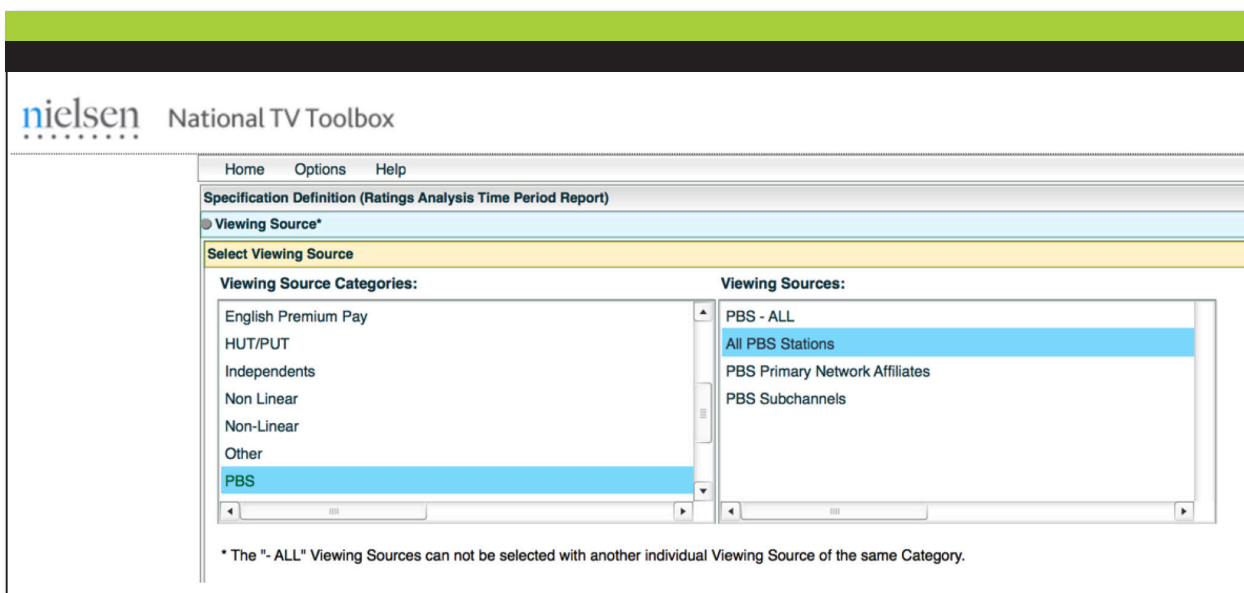 nielsen National TV Toolbox
Home Options Help
Specification Definition (Ratings Analysis Time Period Report)
Viewing Source*
Select Viewing Source
Viewing Source Categories:
English Premium Pay
HUT/PUT
Independents
Non Linear
Non-Linear
Other
PBS
Viewing Sources:
PBS - ALL
All PBS Stations
PBS Primary Network Affiliates
PBS Subchannels
* The "- ALL" Viewing Sources can not be selected with another individual Viewing Source of the same Category.